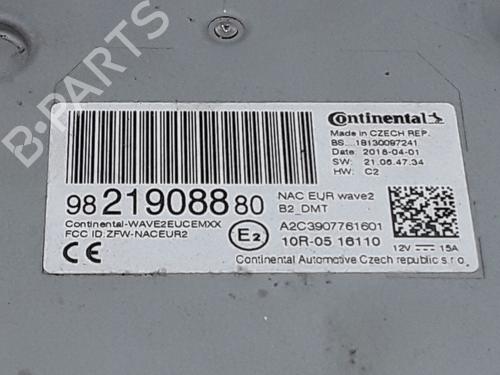 B-PARTS
Continental
Made in CZECH REP.
BS....18130097241
Date: 2018-04-01
SW: 21.06.47.34
HW: C2
98 219088 80
NAC EUR wave2
B2_DMT
Continental-WAVE2EUCEMXX
FCC ID:ZFW-NACEUR2
CE
E2
A2C3907761601
10R-05 16110
12V 15A
Continental Automotive Czech republic s.r.o.